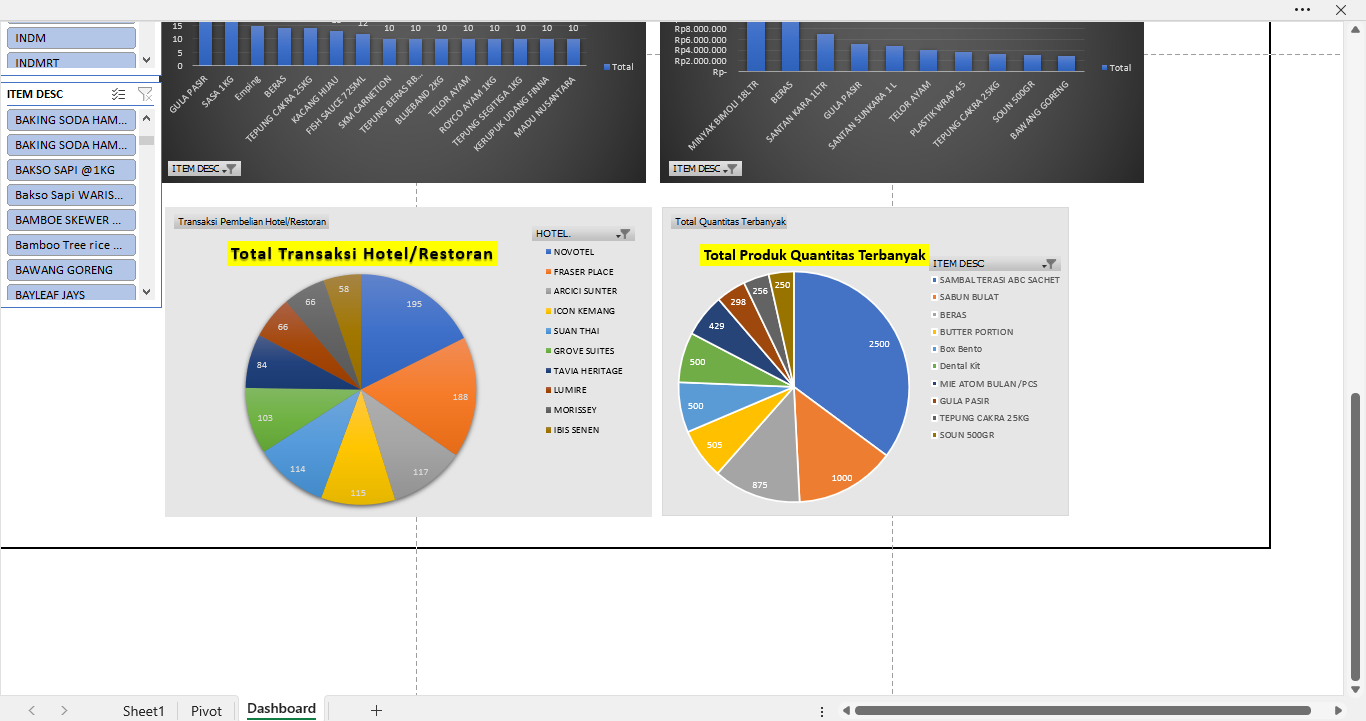 INDM
INDMRT
ITEM DESC
BAKING SODA HAM...
BAKING SODA HAM...
BAKSO SAPI @1KG
Bakso Sapi WARIS...
BAMBOE SKEWER ...
Bamboo Tree rice ...
BAWANG GORENG
BAYLEAF JAYS
15
10
5
0
12
10
10
10
10
10
10
10
10
GULA PASIR
SASA 1KG
Emping
BERAS
TEPUNG CAKRA 25KG
KACANG HIJAU
FISH SAUCE 725ML
SKM CARNETION
TEPUNG BERAS RB...
BLUEBAND 2KG
TELOR AYAM
ROYCO AYAM 1KG
TEPUNG SEGITIGA 1KG
KERUPUK UDANG FINNA
MADU NUSANTARA
Total
ITEM DESC
Rp8.000.000
Rp6.000.000
Rp4.000.000
Rp2.000.000
Rp-
MINYAK BIMOLI 18LTR
BERAS
SANTAN KARA 1LTR
GULA PASIR
SANTAN SUNKARA 1 L
TELOR AYAM
PLASTIK WRAP 45
TEPUNG CAKRA 25KG
SOUN 500GR
BAWANG GORENG
Total
ITEM DESC
Transaksi Pembelian Hotel/Restoran
Total Transaksi Hotel/Restoran
HOTEL.
NOVOTEL
FRASER PLACE
ARCICI SUNTER
ICON KEMANG
SUAN THAI
GROVE SUITES
TAVIA HERITAGE
LUMIRE
MORISSEY
IBIS SENEN
195
188
117
115
114
103
84
66
66
58
Total Quantitas Terbanyak
Total Produk Quantitas Terbanyak
ITEM DESC
SAMBAL TERASI ABC SACHET
SABUN BULAT
BERAS
BUTTER PORTION
Box Bento
Dental Kit
MIE ATOM BULAN /PCS
GULA PASIR
TEPUNG CAKRA 25KG
SOUN 500GR
2500
1000
875
505
500
500
429
298
256
250
Sheet1
Pivot
Dashboard